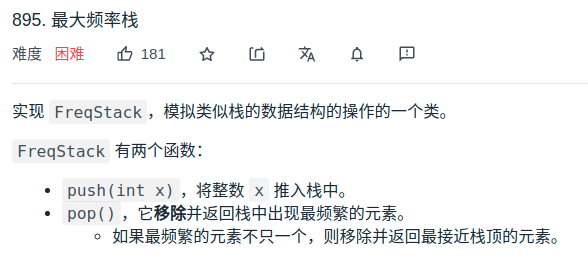 895. 最大频率栈
难度 困难 181
实现 FreqStack，模拟类似栈的数据结构的操作的一个类。
FreqStack 有两个函数：
push(int x)，将整数 x 推入栈中。
pop()，它移除并返回栈中出现最频繁的元素。
如果最频繁的元素不只一个，则移除并返回最接近栈顶的元素。